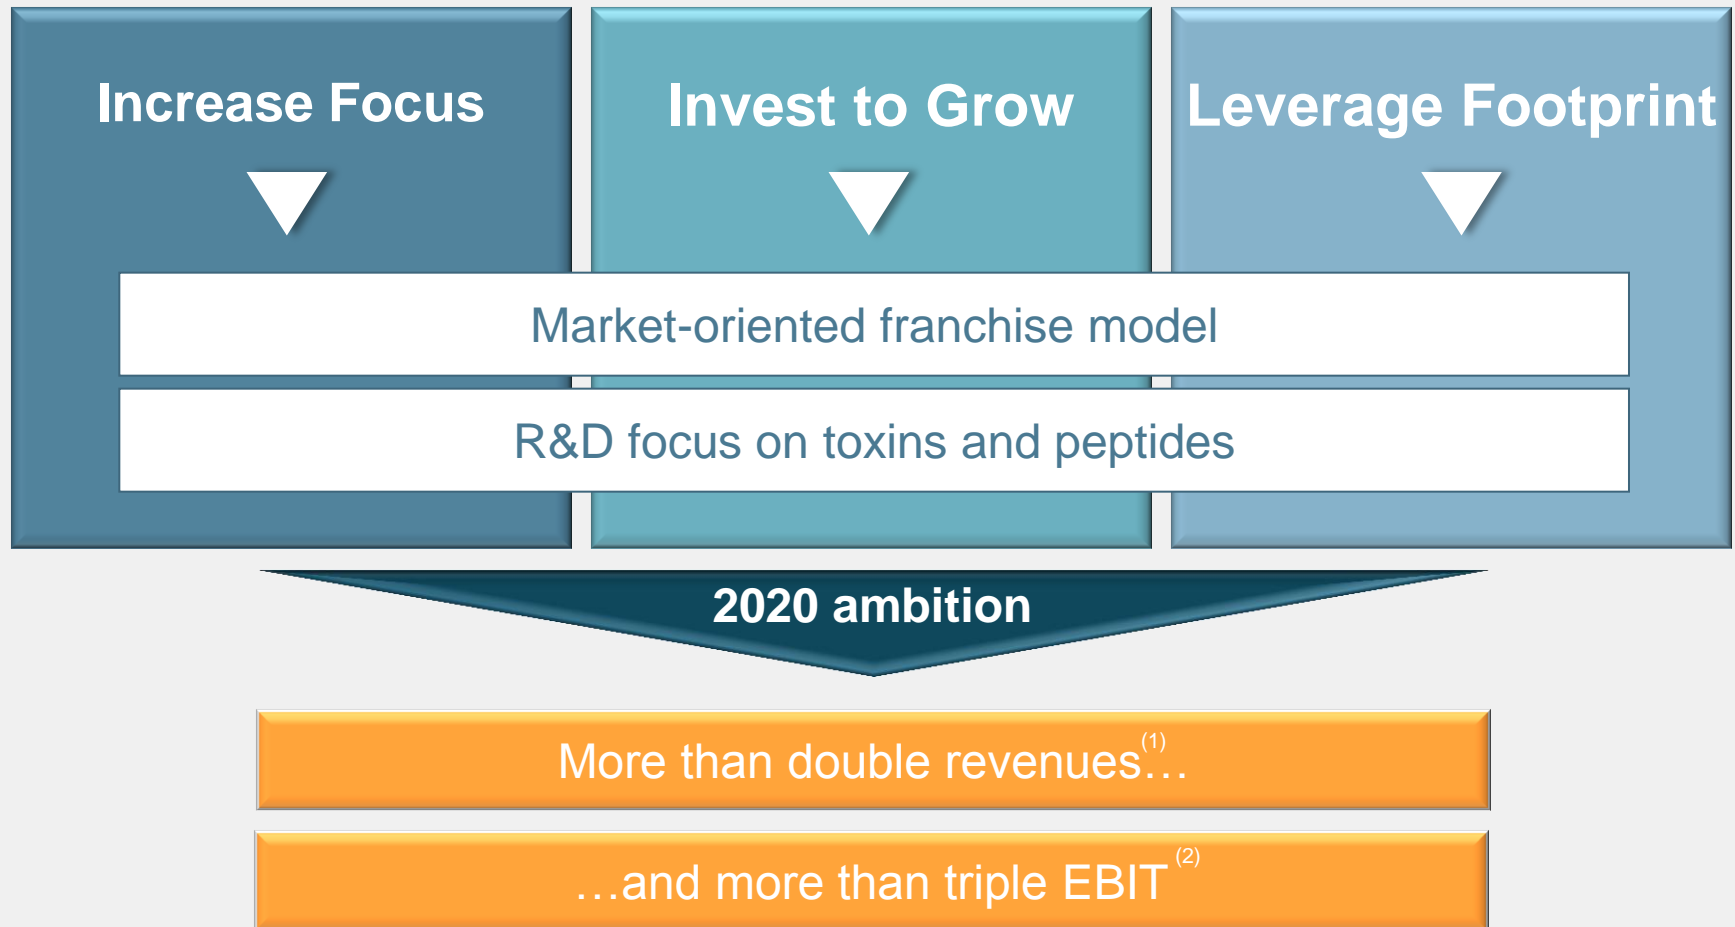 Increase Focus
Invest to Grow
Leverage Footprint
Market-oriented franchise model
R&D focus on toxins and peptides
2020 ambition
More than double revenues(1)…
…and more than triple EBIT (2)